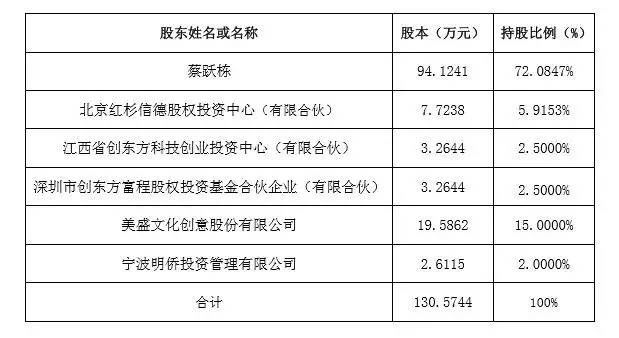 股东姓名或名称 股本（万元） 持股比例（%）
蔡跃栋 94.1241 72.0847%
北京红杉信德股权投资中心（有限合伙） 7.7238 5.9153%
江西省创东方科技创业投资中心（有限合伙） 3.2644 2.5000%
深圳市创东方富程股权投资基金合伙企业（有限合伙） 3.2644 2.5000%
美盛文化创意股份有限公司 19.5862 15.0000%
宁波明侨投资管理有限公司 2.6115 2.0000%
合计 130.5744 100%